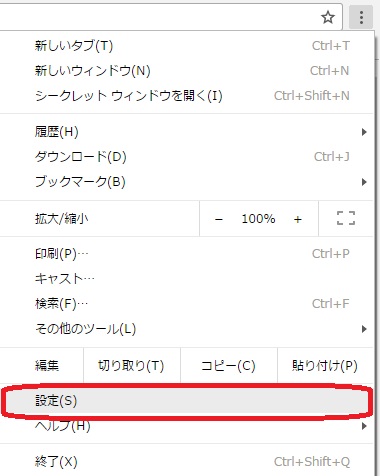 新しいタブ(T) Ctrl+T
新しいウィンドウ(N) Ctrl+N
シークレット ウィンドウを開く(I) Ctrl+Shift+N
履歴(H)
ダウンロード(D) Ctrl+J
ブックマーク(B)
拡大/縮小 − 100% +
印刷(P)… Ctrl+P
キャスト…
検索(F)… Ctrl+F
その他のツール(L)
編集 切り取り(T) コピー(C) 貼り付け(P)
設定(S)
ヘルプ(H)
終了(X) Ctrl+Shift+Q